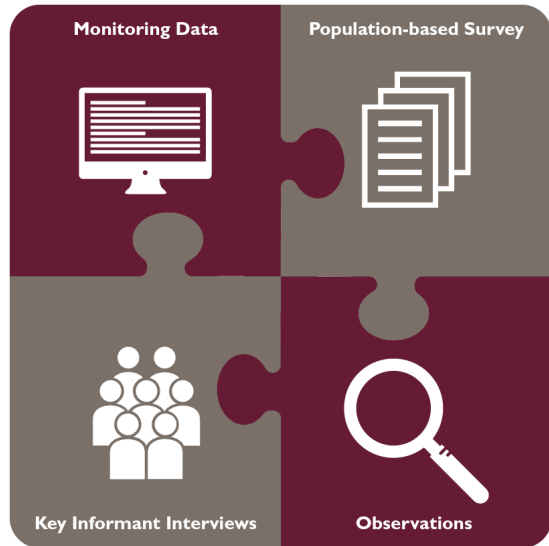 Monitoring Data
Population-based Survey
Key Informant Interviews
Observations